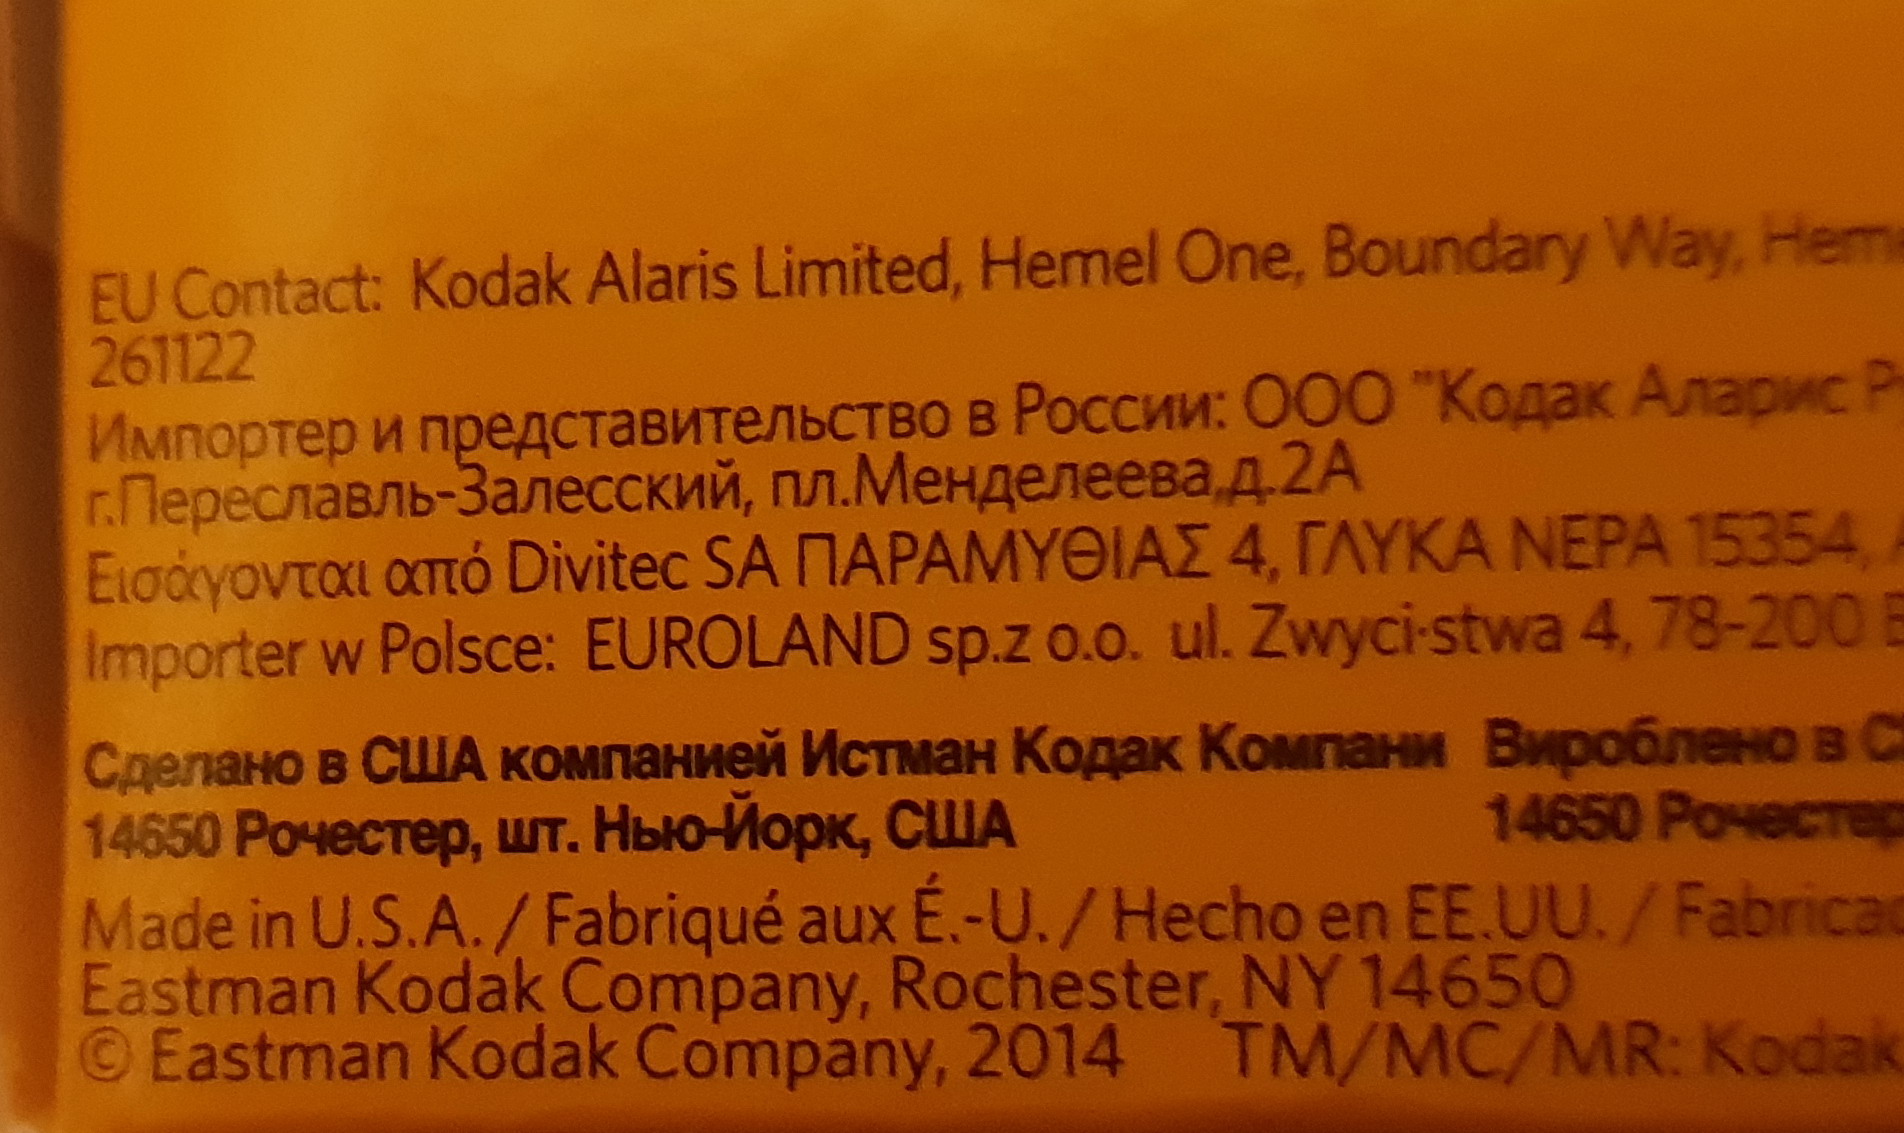 EU Contact: Kodak Alaris Limited, Hemel One, Boundary Way,
261122
Импортер и представительство в России: ООО "Кодак Аларис
г.Переславль-Залесский, пл.Менделеева,д.2А
Εισάγονται από Divitec SA ΠΑΡΑΜΥΘΙΑΣ 4, ΓΛΥΚΑ ΝΕΡΑ 15354,
Importer w Polsce: EUROLAND sp.z o.o. ul. Zwyci·stwa 4, 78-200
Сделано в США компанией Истман Кодак Компани Вироблено в
14650 Рочестер, шт. Нью-Йорк, США 14650
Made in U.S.A. / Fabriqué aux É.-U. / Hecho en EE.UU. /
Eastman Kodak Company, Rochester, NY 14650
© Eastman Kodak Company, 2014 TM/MC/MR: Kodak